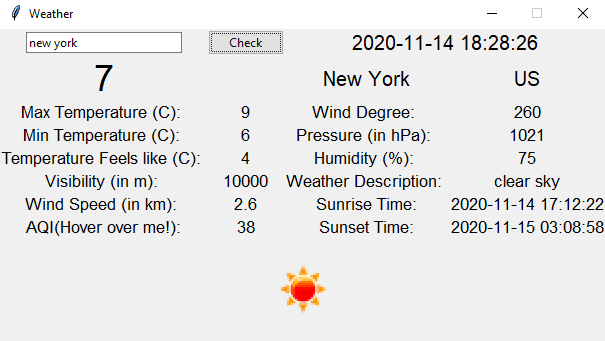 Weather
new york Check 2020-11-14 18:28:26
7 New York US
Max Temperature (C): 9 Wind Degree: 260
Min Temperature (C): 6 Pressure (in hPa): 1021
Temperature Feels like (C): 4 Humidity (%): 75
Visibility (in m): 10000 Weather Description: clear sky
Wind Speed (in km): 2.6 Sunrise Time: 2020-11-14 17:12:22
AQI(Hover over me!): 38 Sunset Time: 2020-11-15 03:08:58